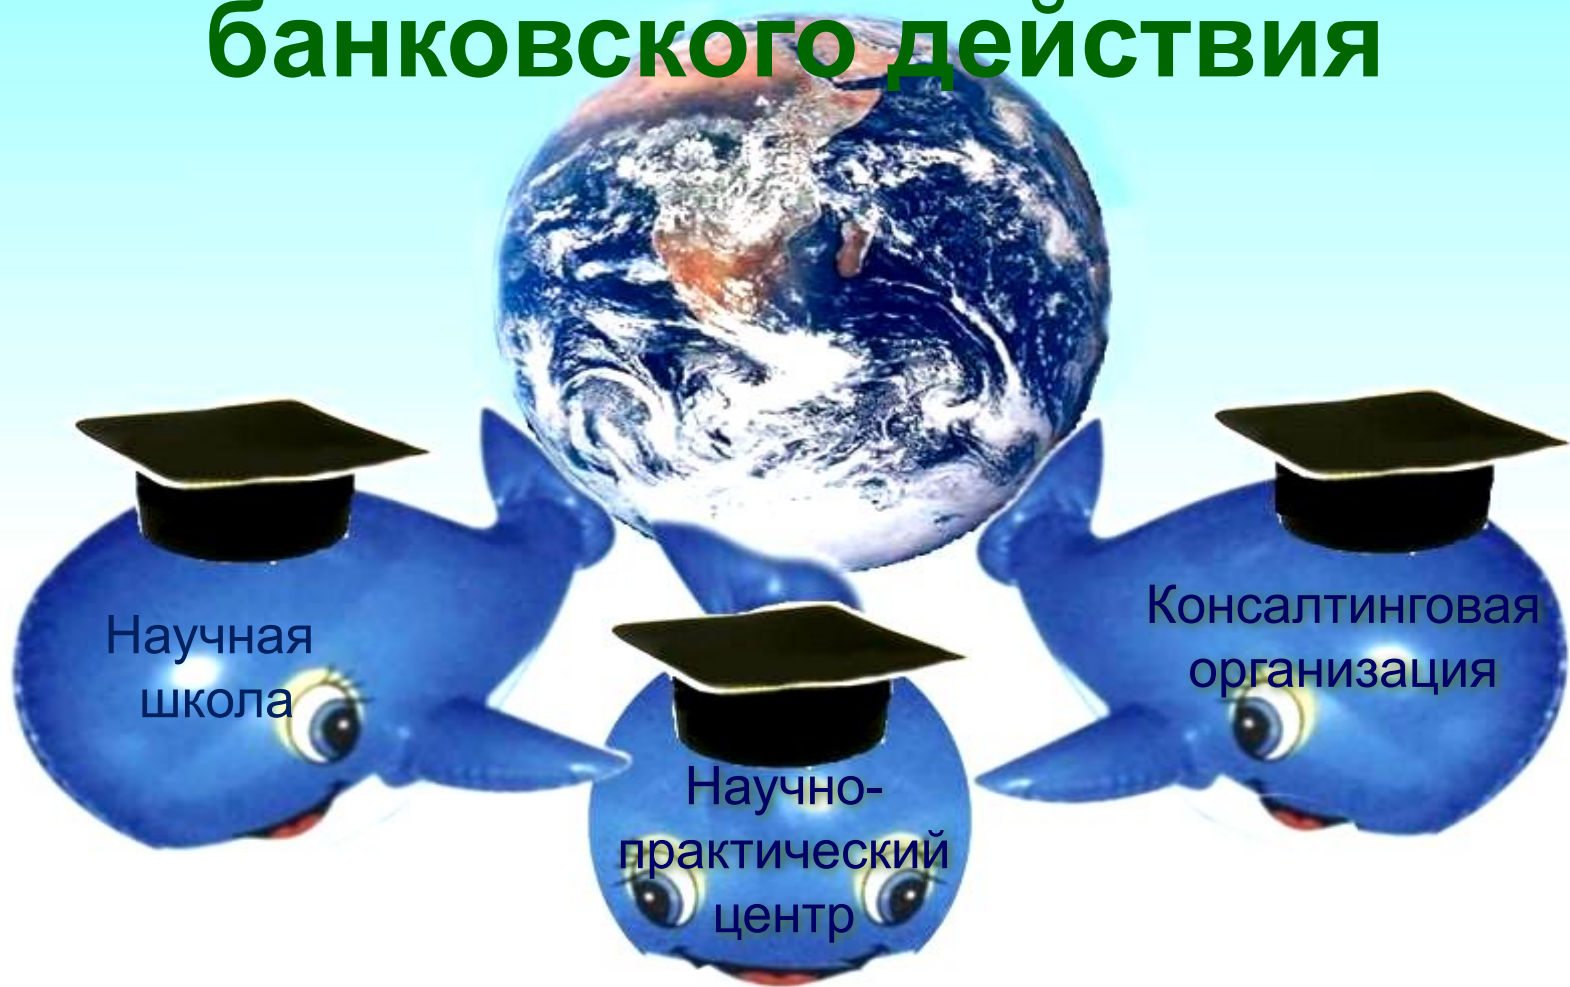 банковского действия
Научная
школа
Консалтинговая
организация
Научно-
практический
центр